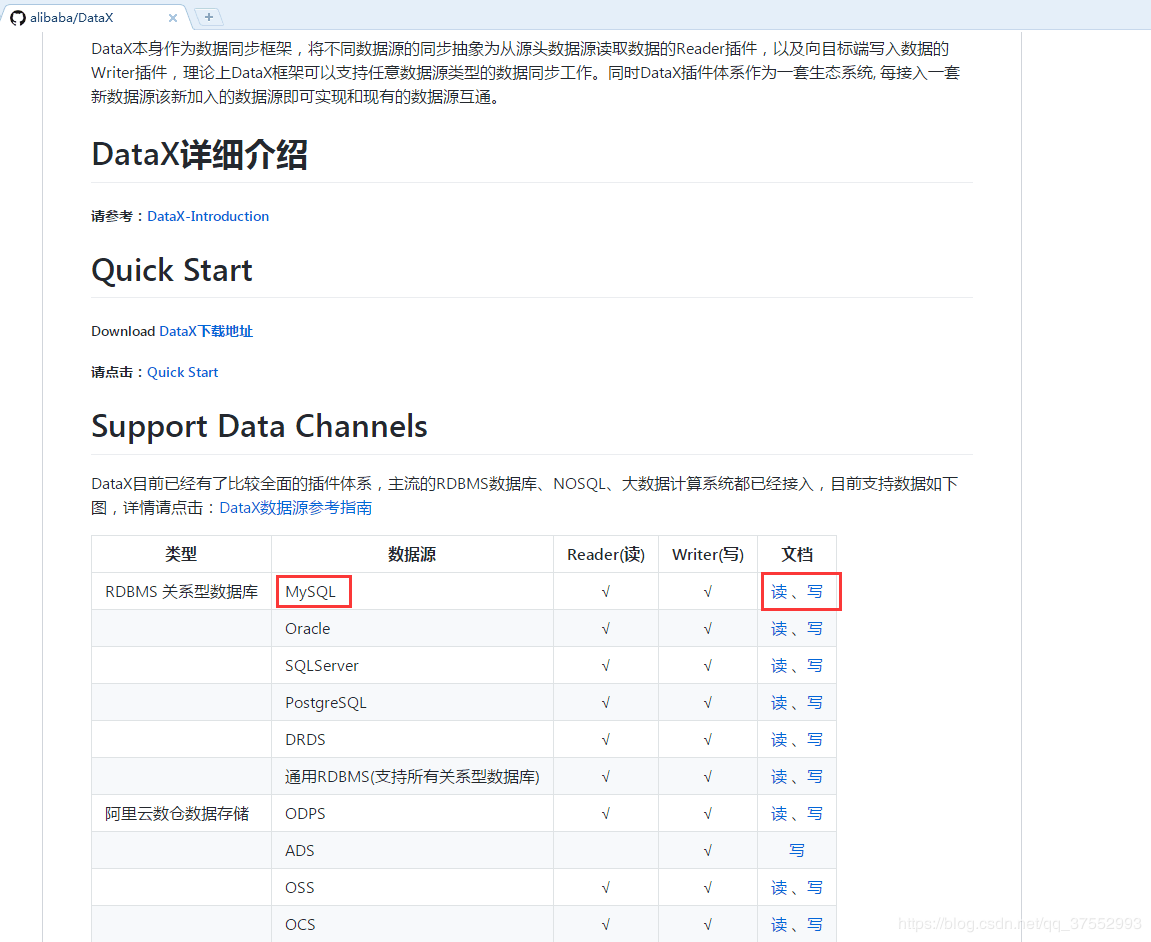 alibaba/DataX
DataX本身作为数据同步框架，将不同数据源的同步抽象为从源头数据源读取数据的Reader插件，以及向目标端写入数据的
Writer插件，理论上DataX框架可以支持任意数据源类型的数据同步工作。同时DataX插件体系作为一套生态系统, 每接入一套
新数据源该新加入的数据源即可实现和现有的数据源互通。
DataX详细介绍
请参考：DataX-Introduction
Quick Start
Download DataX下载地址
请点击：Quick Start
Support Data Channels
DataX目前已经有了比较全面的插件体系，主流的RDBMS数据库、NOSQL、大数据计算系统都已经接入，目前支持数据如下
图，详情请点击：DataX数据源参考指南
类型 数据源 Reader(读) Writer(写) 文档
RDBMS 关系型数据库 MySQL √ √ 读 、写
Oracle √ √ 读 、写
SQLServer √ √ 读 、写
PostgreSQL √ √ 读 、写
DRDS √ √ 读 、写
通用RDBMS(支持所有关系型数据库) √ √ 读 、写
阿里云数仓数据存储 ODPS √ √ 读 、写
ADS √ 写
OSS √ √ 读 、写
OCS √ √ 读 、写
https://blog.csdn.net/qq_37552993